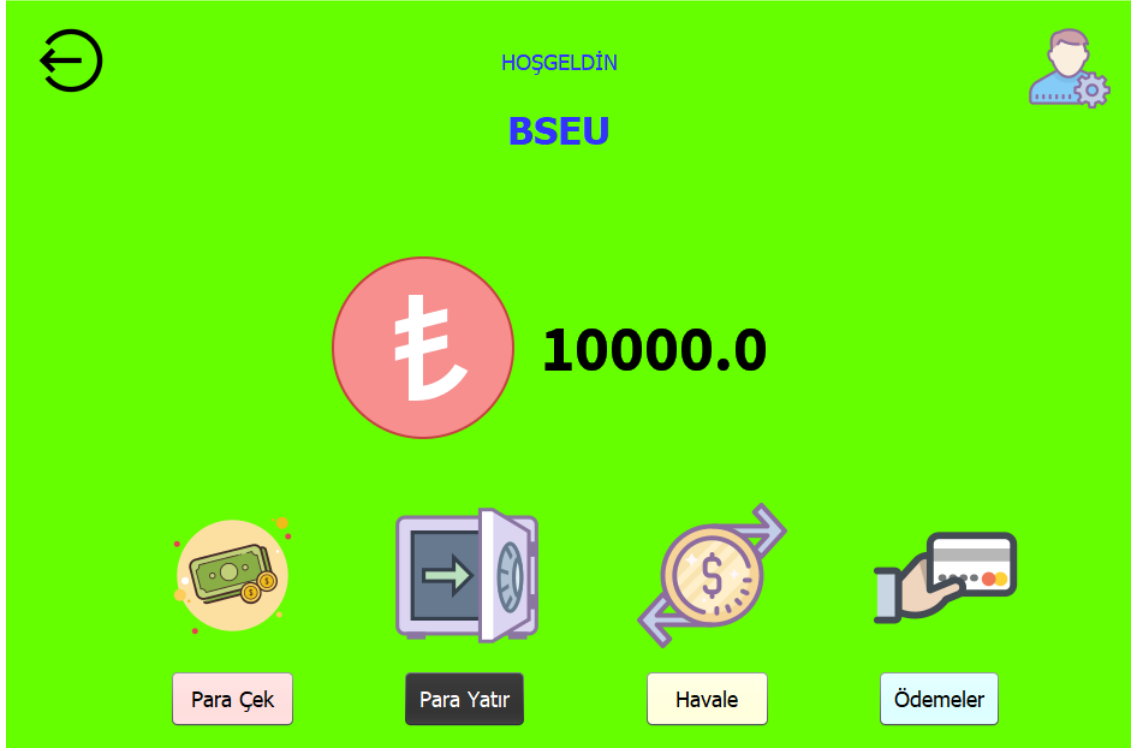 HOŞGELDİN
BSEU
₺ 10000.0
$
Para Çek
Para Yatır
Havale
Ödemeler